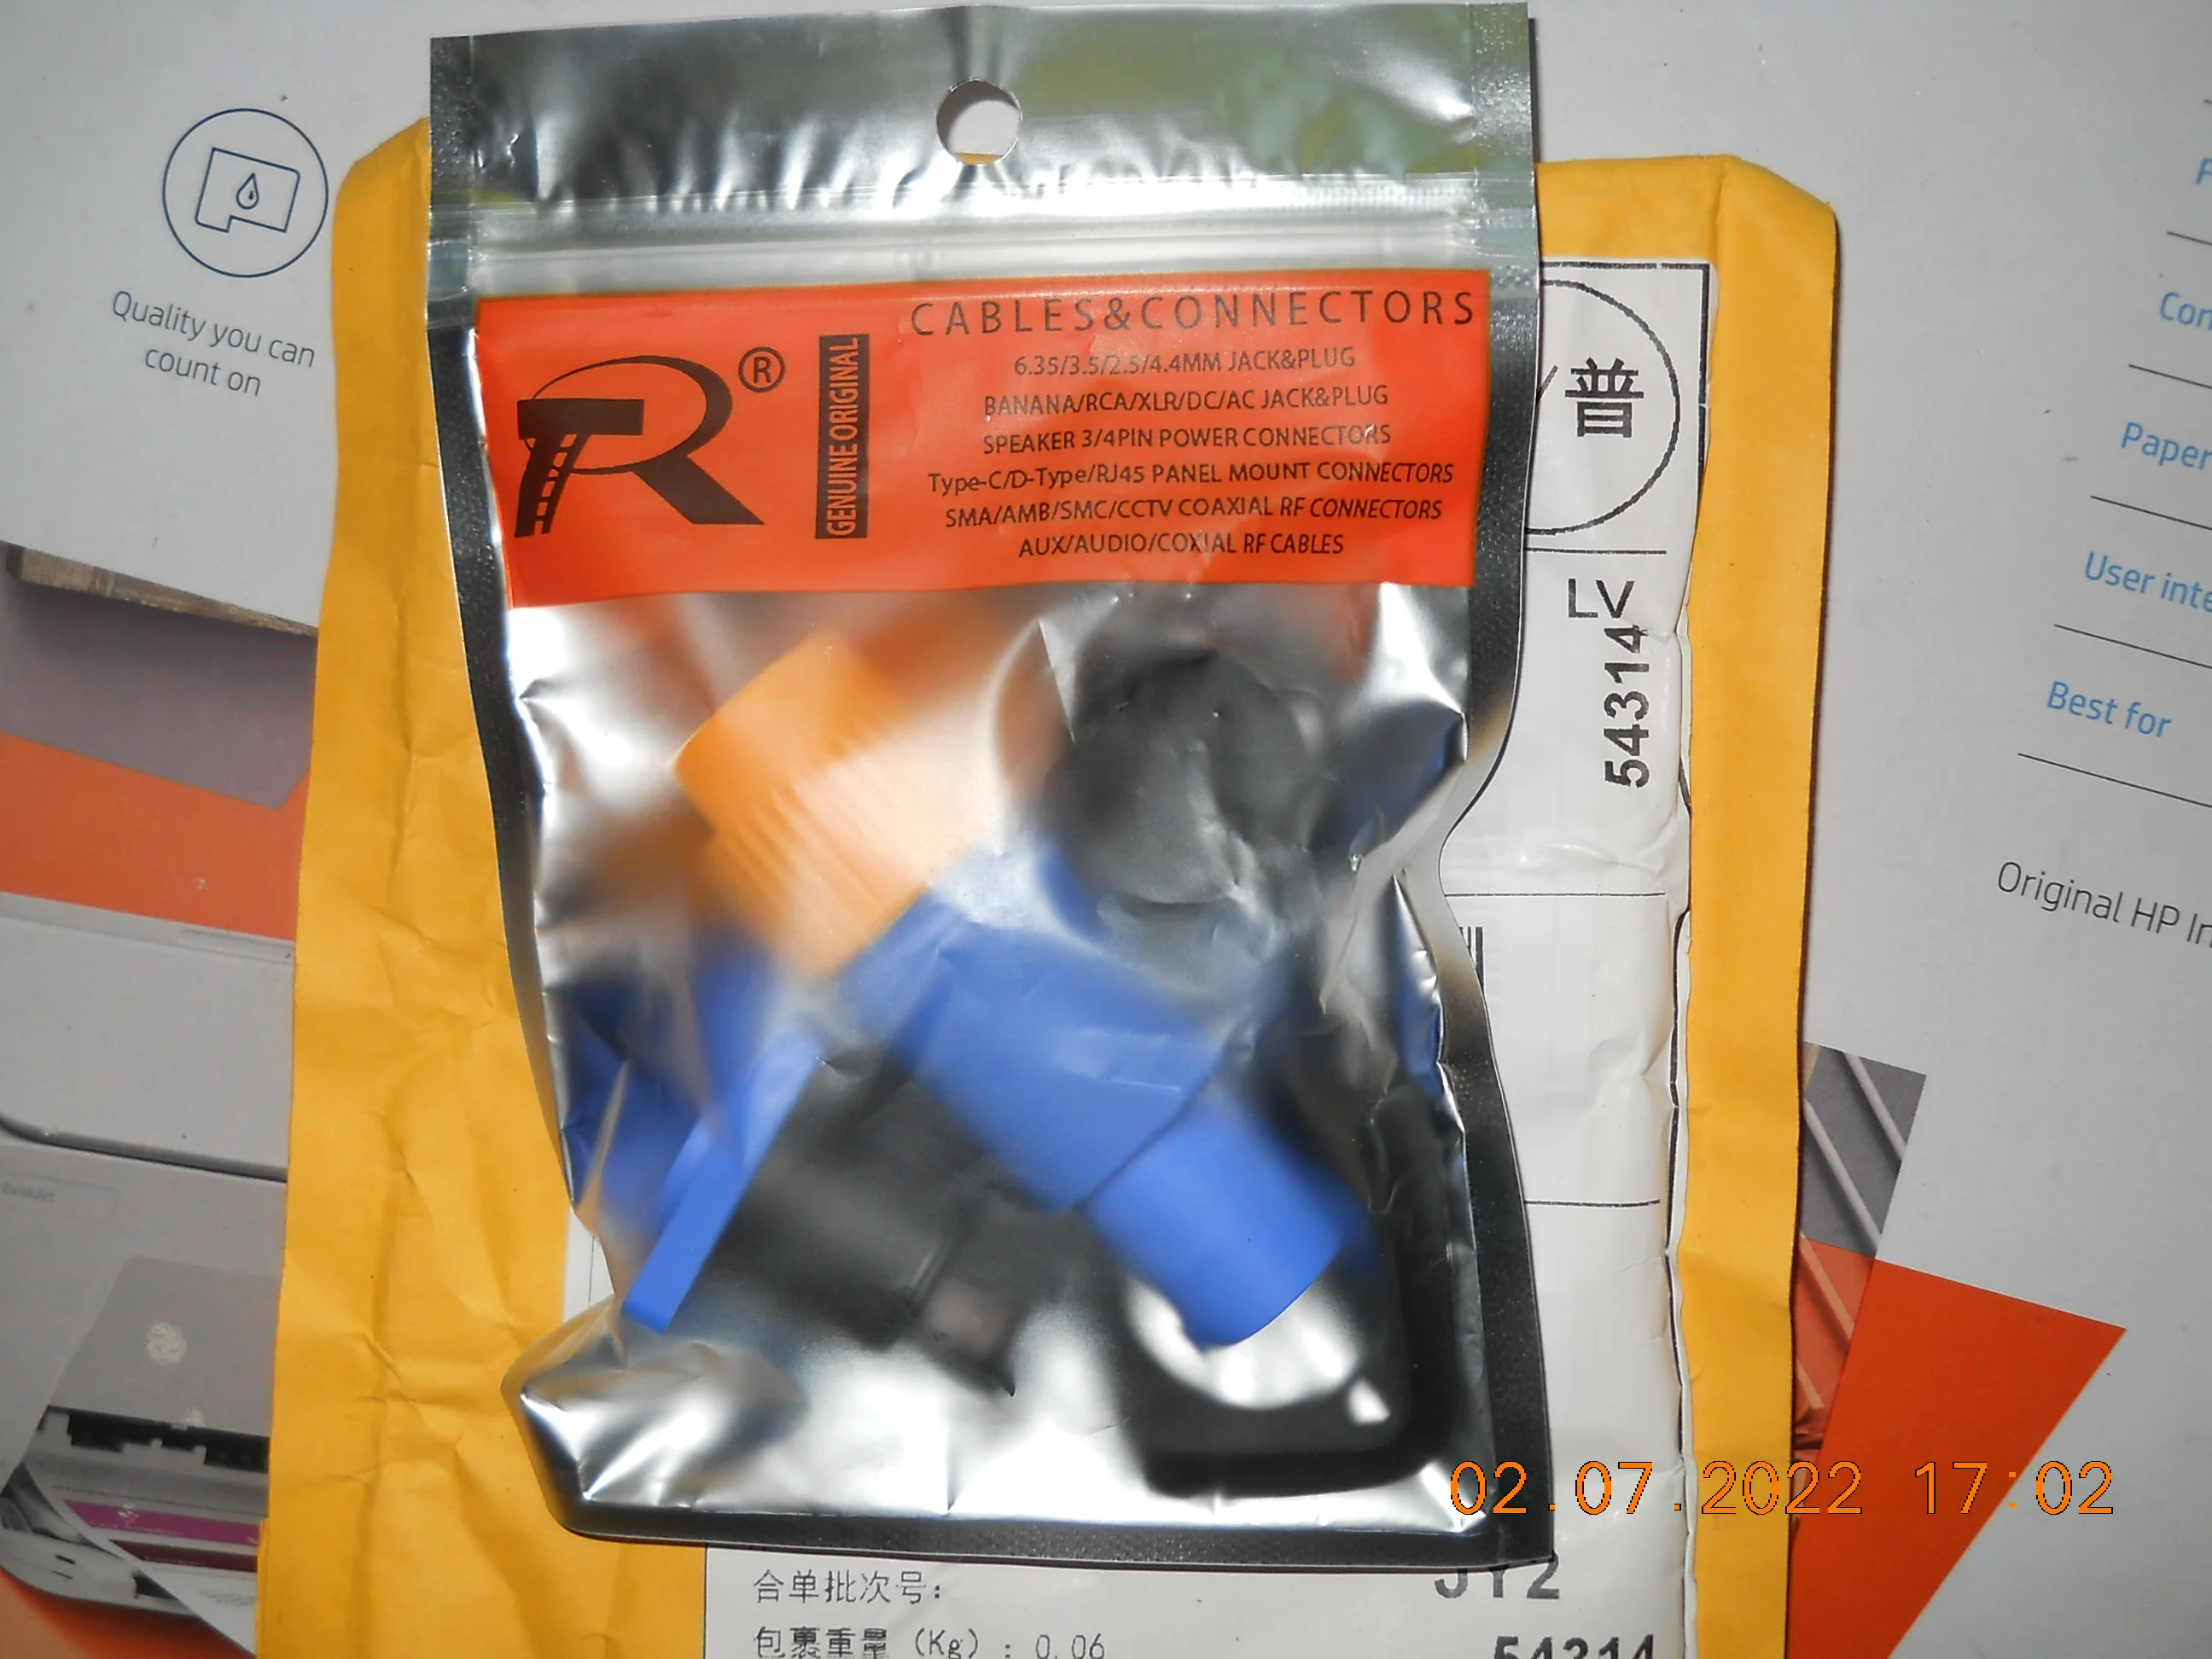 Quality you can
count on
R®
GENUINE ORIGINAL
CABLES&CONNECTORS
6.35/3.5/2.5/4.4MM JACK&PLUG
BANANA/RCA/XLR/DC/AC JACK&PLUG
SPEAKER 3/4PIN POWER CONNECTORS
Type-C/D-Type/RJ45 PANEL MOUNT CONNECTORS
SMA/AMB/SMC/CCTV COAXIAL RF CONNECTORS
AUX/AUDIO/COXIAL RF CABLES
普
LV
54314
Paper
User inte
Best for
Original HP In
DeskJet
02.07.2022 17:02
合单批次号:
JY2
包裹重量 (Kg) : 0.06
54314